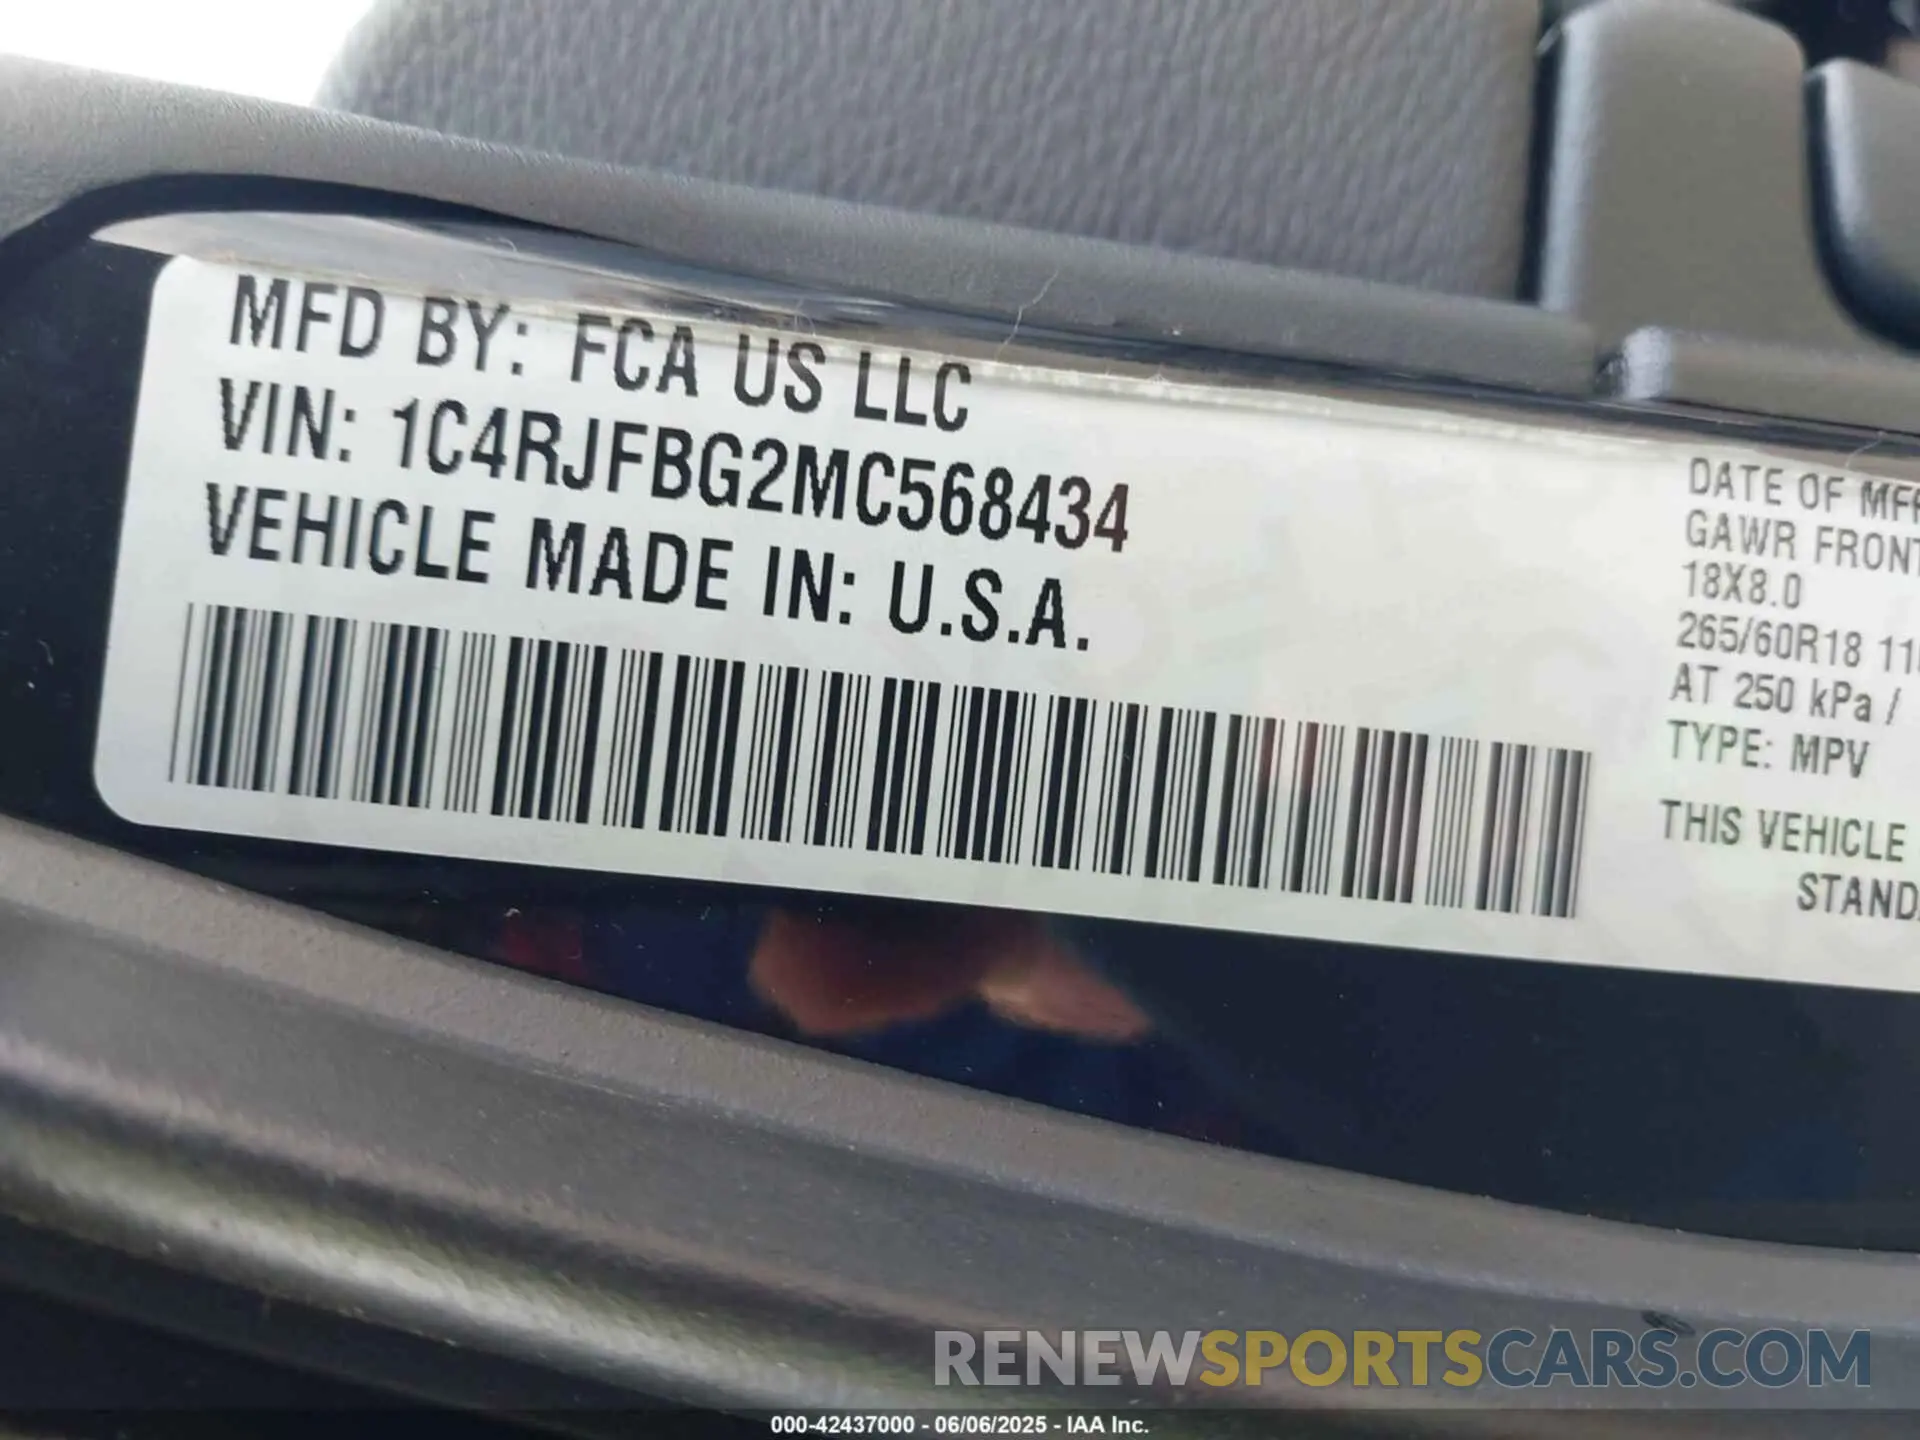 MFD BY: FCA US LLC
VIN: 1C4RJFBG2MC568434
VEHICLE MADE IN: U.S.A.
DATE OF
GAWR FRONT
18X8.0
265/60R18
AT 250 kPa /
TYPE: MPV
THIS VEHICLE
RENEWSPORTSCARS.COM
000-42437000 - 06/06/2025 - IAA Inc.